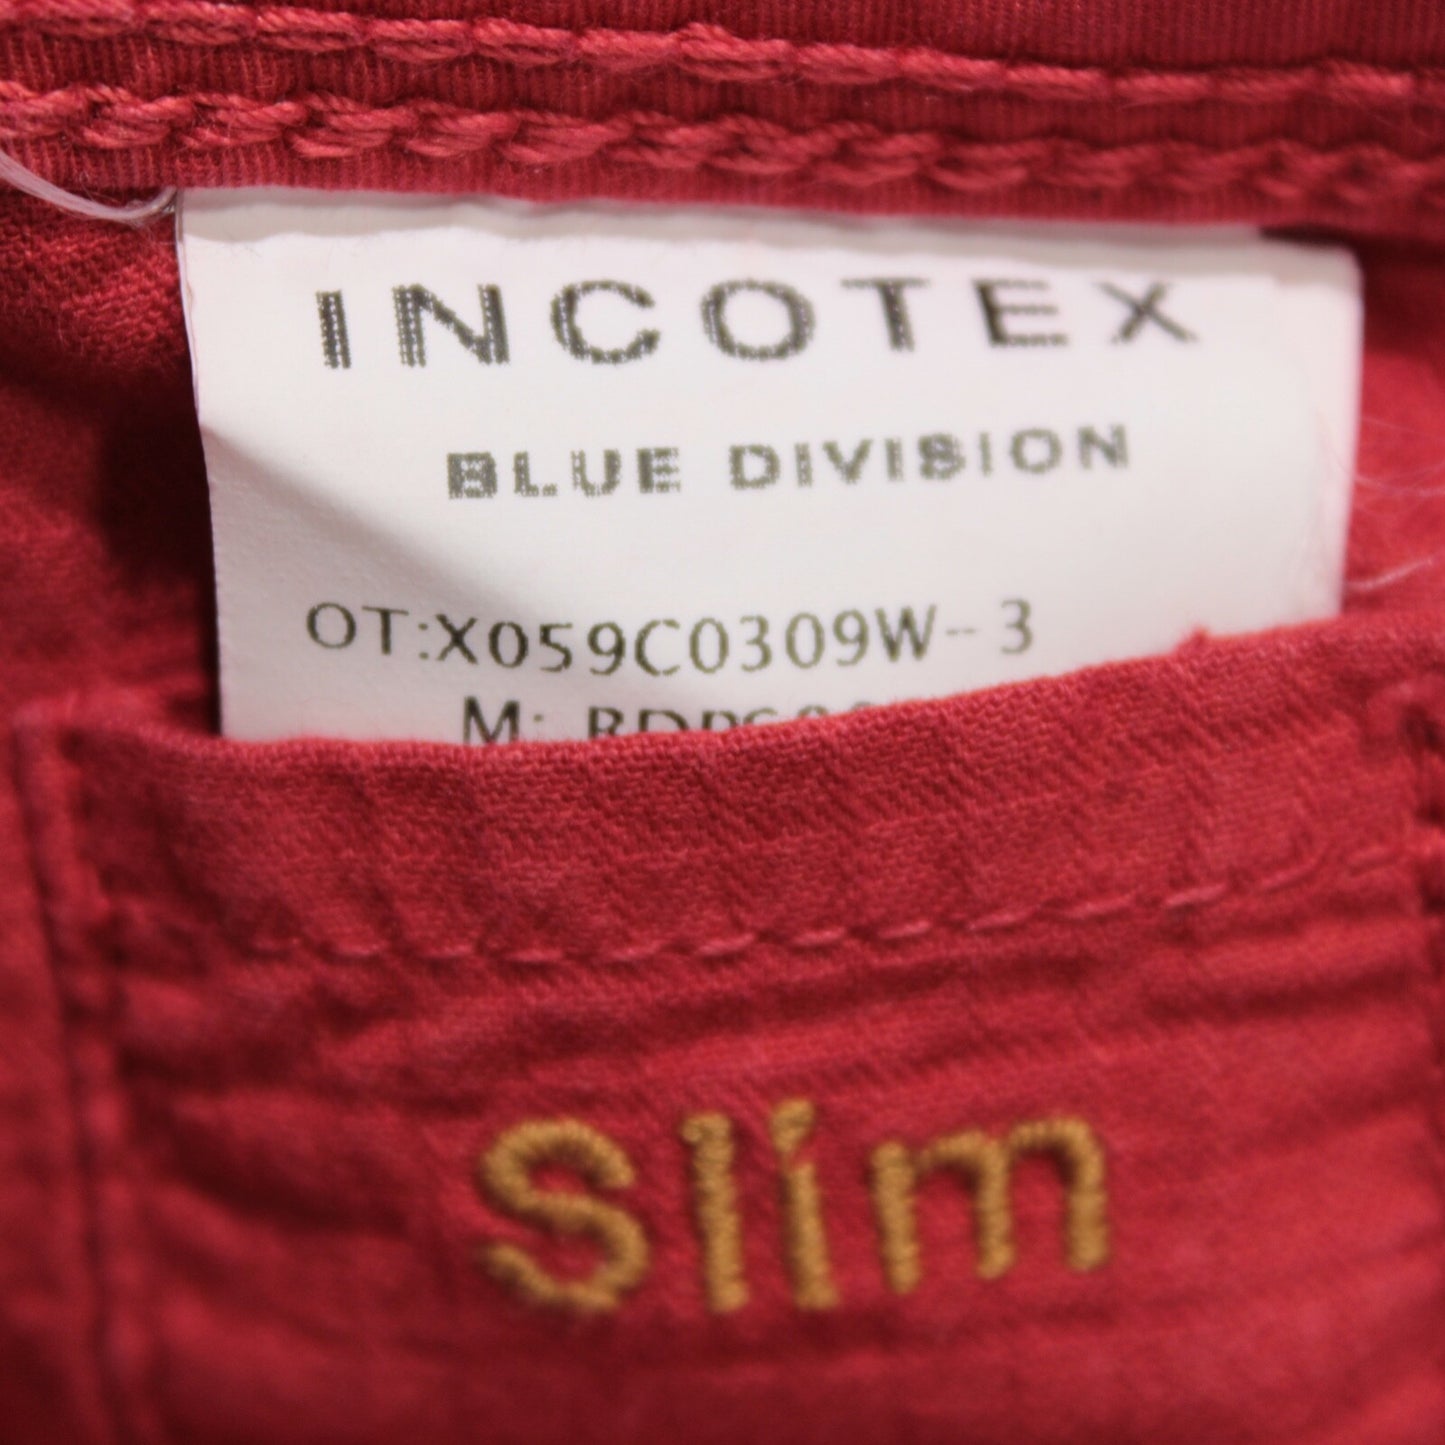 INCOTEX
BLUE DIVISION
OT:X059C0309W-3
M:
Slim